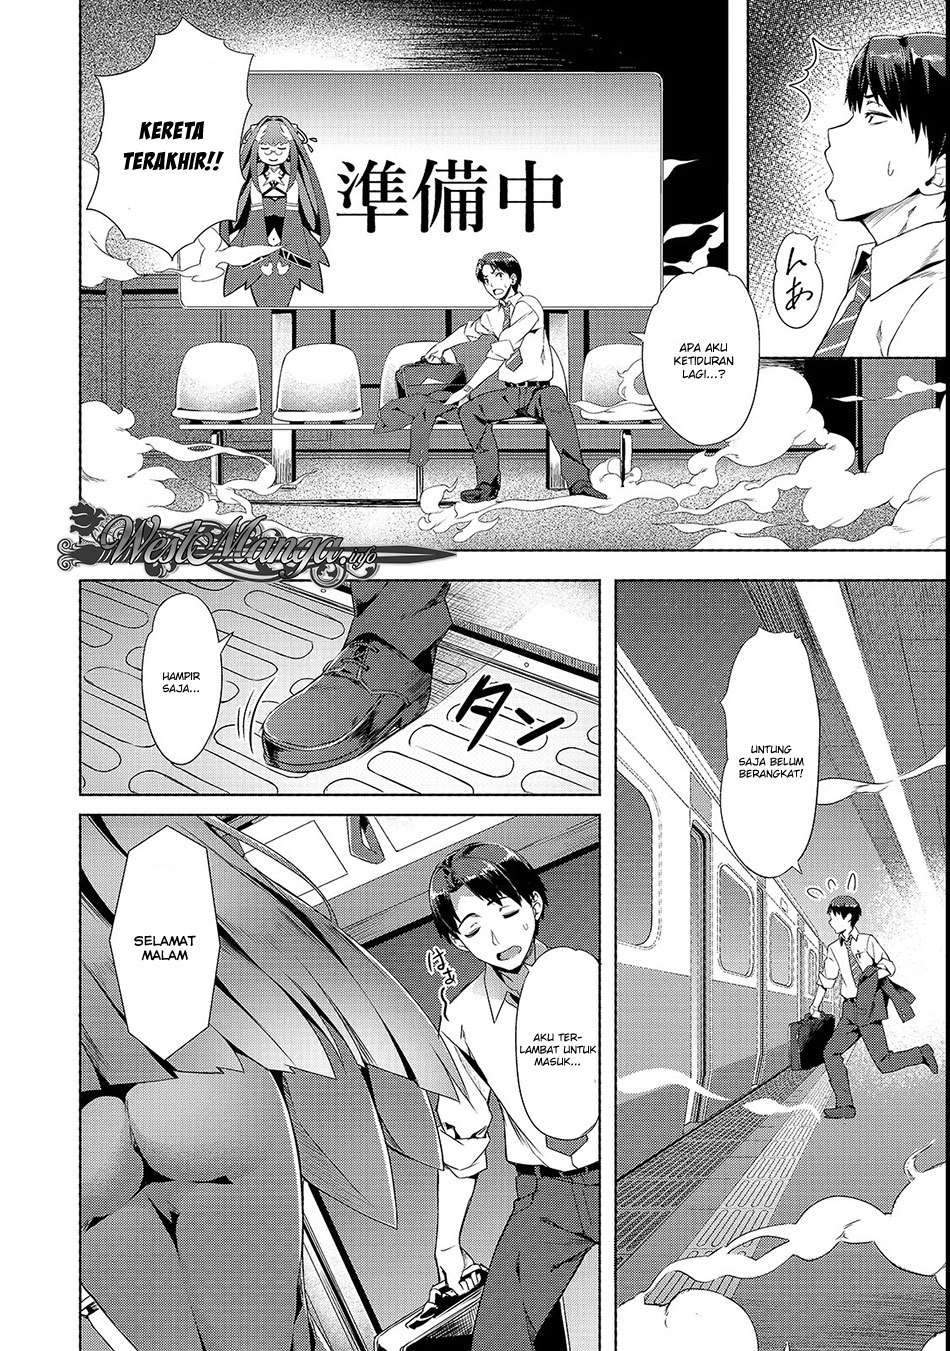 んあ
KERETA
TERAKHIR!!
準備中
APA AKU
KETIDURAN
LAGI...?
WestManga.info
UNTUNG
SAJA BELUM
BERANGKAT!
HAMPIR
SAJA...
タン
SELAMAT
MALAM
はぁ〜
AKU TER-
LAMBAT UNTUK
MASUK...